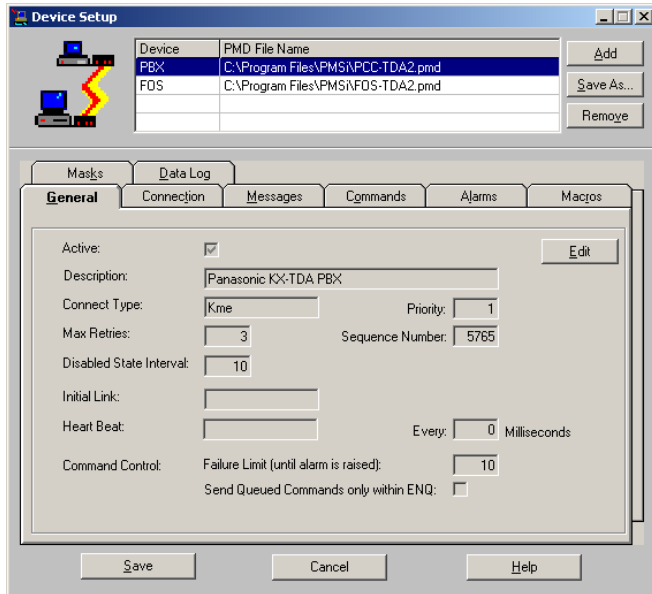 Device Setup
Device PMD File Name
PBX C:\Program Files\PMSi\PCC-TDA2.pmd
FOS C:\Program Files\PMSi\FOS-TDA2.pmd
Add
Save As...
Remove
Masks Data Log
General Connection Messages Commands Alarms Macros
Active: Edit
Description: Panasonic KX-TDA PBX
Connect Type: Kme Priority: 1
Max Retries: 3 Sequence Number: 5765
Disabled State Interval: 10
Initial Link:
Heart Beat: Every: 0 Milliseconds
Command Control: Failure Limit (until alarm is raised): 10
Send Queued Commands only within ENQ:
Save Cancel Help